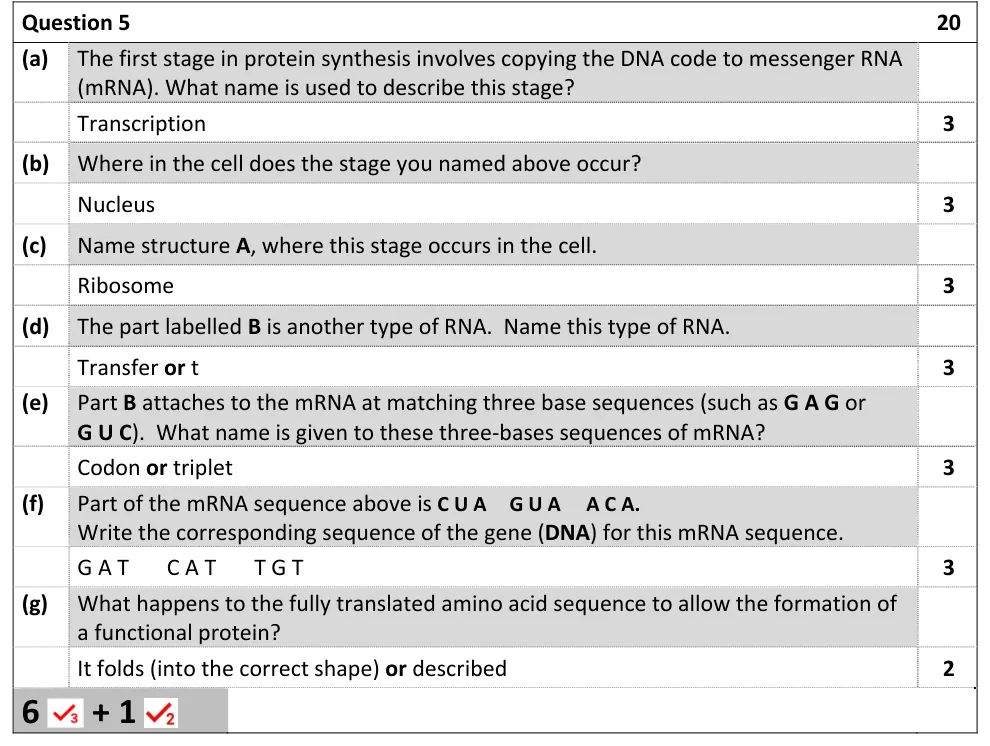 Question 5 20
(a) The first stage in protein synthesis involves copying the DNA code to messenger RNA
(mRNA). What name is used to describe this stage?
Transcription 3
(b) Where in the cell does the stage you named above occur?
Nucleus 3
(c) Name structure A, where this stage occurs in the cell.
Ribosome 3
(d) The part labelled B is another type of RNA. Name this type of RNA.
Transfer or t 3
(e) Part B attaches to the mRNA at matching three base sequences (such as G A G or
G U C). What name is given to these three-bases sequences of mRNA?
Codon or triplet 3
(f) Part of the mRNA sequence above is C U A G U A A C A.
Write the corresponding sequence of the gene (DNA) for this mRNA sequence.
G A T C A T T G T 3
(g) What happens to the fully translated amino acid sequence to allow the formation of
a functional protein?
It folds (into the correct shape) or described 2
6 ✓3 + 1 ✓2